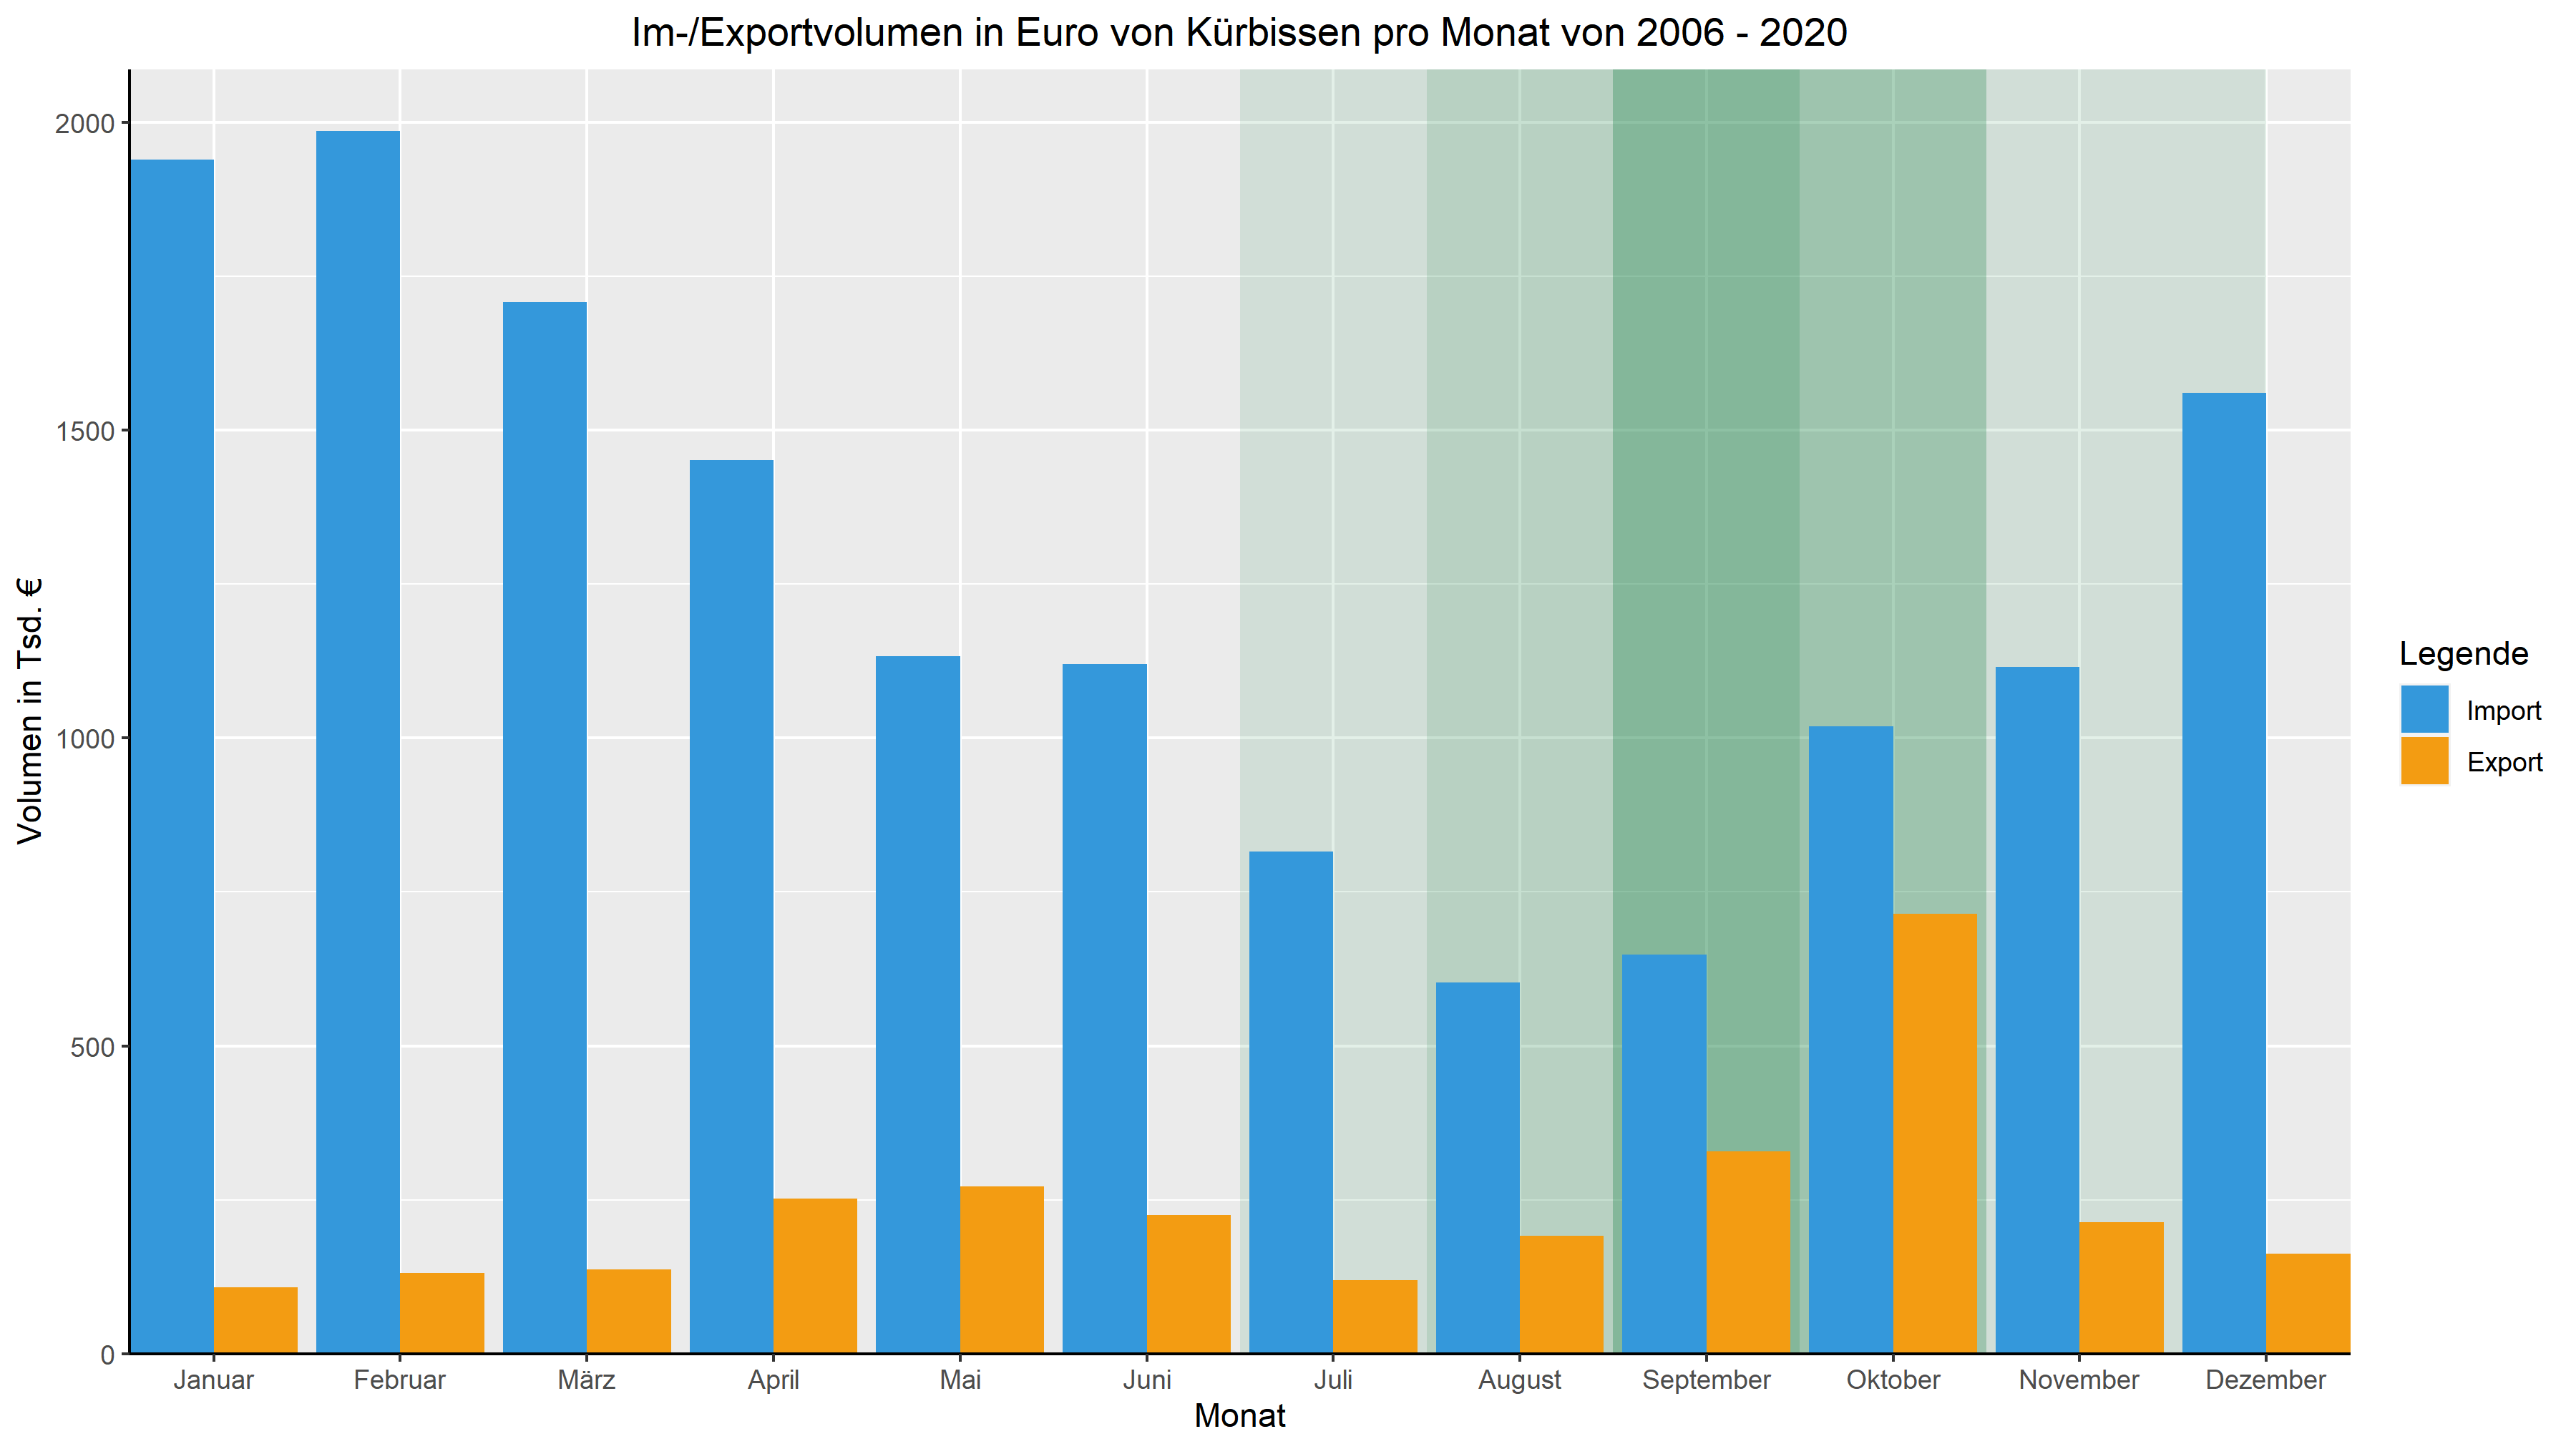 Im-/Exportvolumen in Euro von Kürbissen pro Monat von 2006 - 2020
Volumen in Tsd. €
2000
1500
1000
500
0
Januar Februar März April Mai Juni Juli August September Oktober November Dezember
Monat
Legende
Import
Export